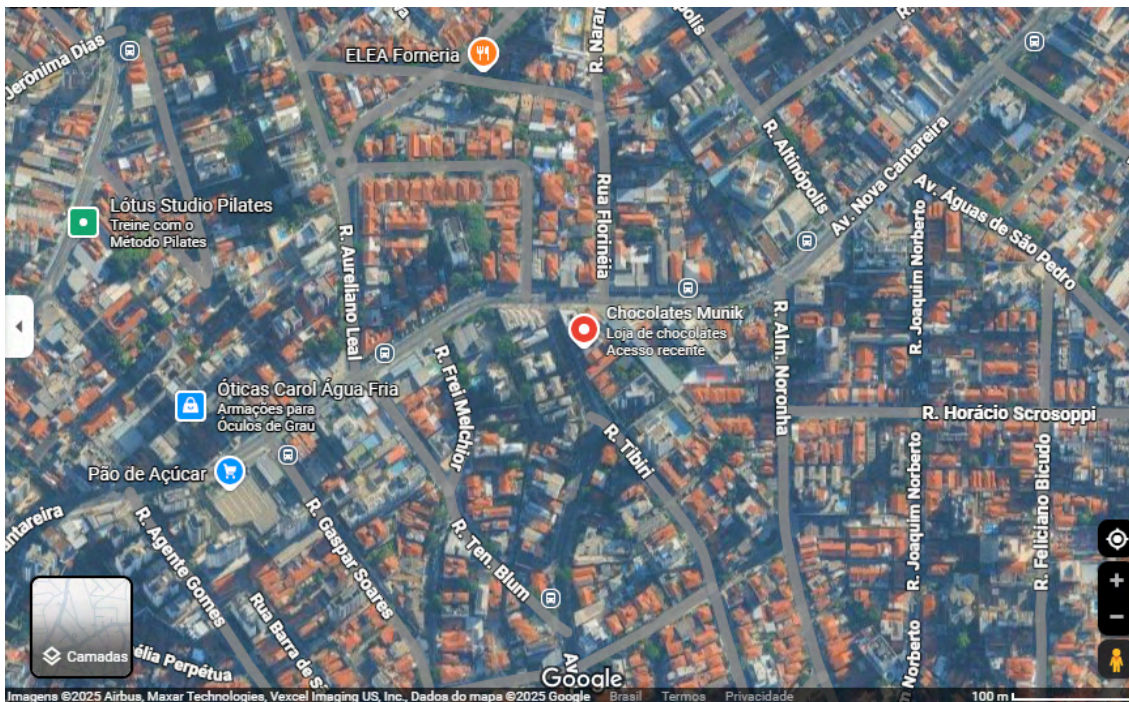 Jerônima Dias
ELEA Forneria
R. Naran
R. Altinópolis
Av. Nova Cantareira
Lótus Studio Pilates
Treine com o
Método Pilates
Rua Florinéia
R. Joaquim Norberto
Av. Águas de São Pedro
R. Aureliano Leal
Chocolates Munik
Loja de chocolates
Acesso recente
R. Alm. Noronha
R. Frei Melchior
Óticas Carol Água Fria
Armações para
Óculos de Grau
R. Horácio Scrosoppi
Pão de Açúcar
R. Tibiri
R. Joaquim Norberto
R. Feliciano Bicudo
antareira
R. Agente Gomes
R. Gaspar Soares
R. Ten. Blum
Rua Barra de S
élia Perpétua
Camadas
Av
Norberto
Google
Imagens ©2025 Airbus, Maxar Technologies, Vexcel Imaging US, Inc., Dados do mapa ©2025 Google Brasil Termos Privacidade 100 m